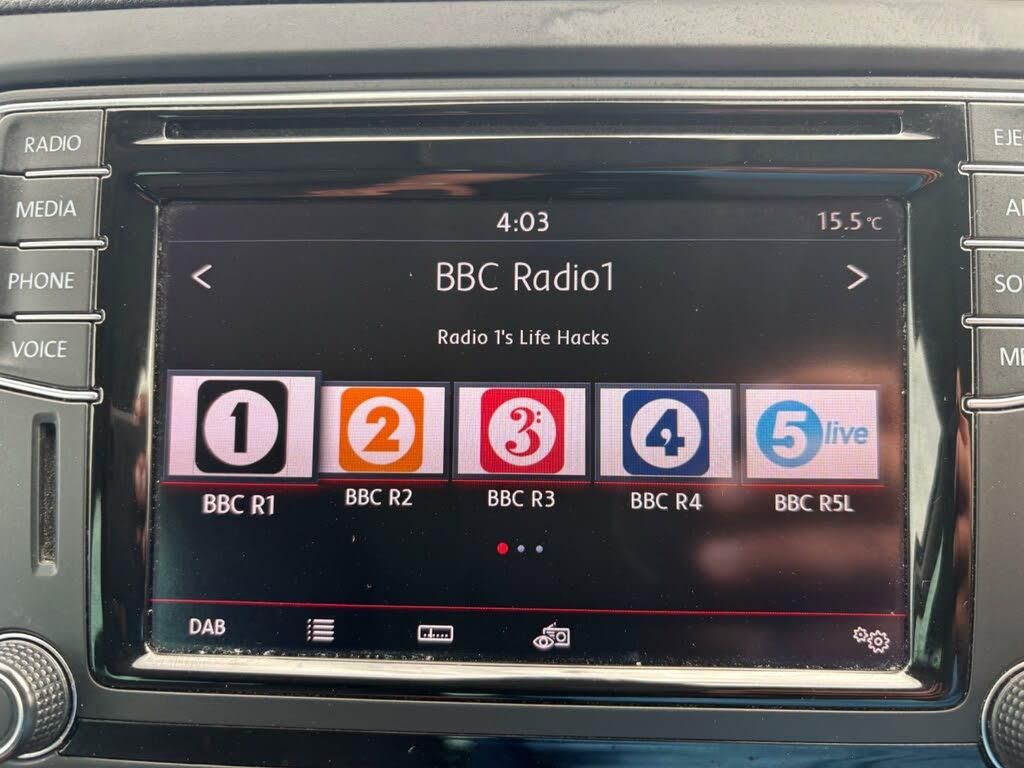 RADIO
MEDIA
PHONE
VOICE
4:03
15.5 °C
< BBC Radio1 >
Radio 1's Life Hacks
1 2 3 4 5 live
BBC R1 BBC R2 BBC R3 BBC R4 BBC R5L
DAB